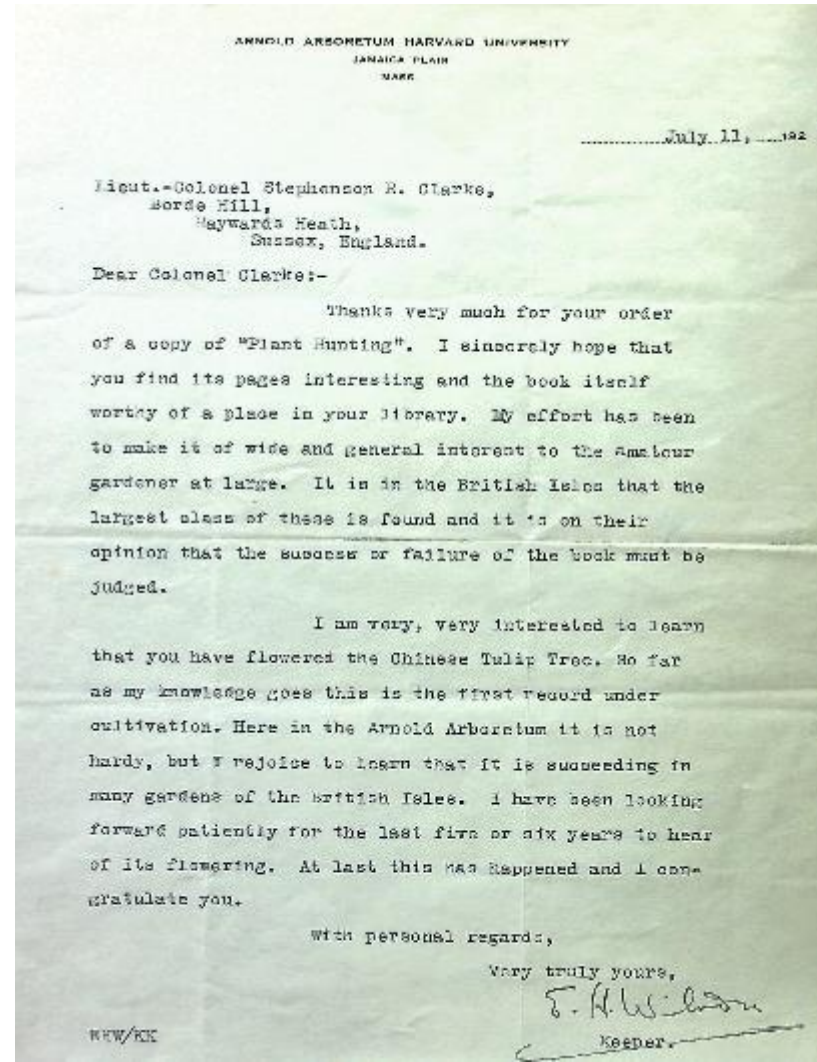 ARNOLD ARBORETUM HARVARD UNIVERSITY
JAMAICA PLAIN
MASS
July 11, 192
Lieut.-Colonel Stephenson R. Clarke,
Borde Hill,
Haywards Heath,
Sussex, England.
Dear Colonel Clarke:-
Thanks very much for your order
of a copy of "Plant Hunting". I sincerely hope that
you find its pages interesting and the book itself
worthy of a place in your library. My effort has been
to make it of wide and general interest to the amateur
gardener at large. It is in the British Isles that the
largest class of these is found and it is on their
opinion that the success or failure of the book must be
judged.
I am very, very interested to learn
that you have flowered the Chinese Tulip Tree. So far
as my knowledge goes this is the first record under
cultivation. Here in the Arnold Arboretum it is not
hardy, but I rejoice to learn that it is succeeding in
many gardens of the British Isles. I have been looking
forward patiently for the last five or six years to hear
of its flowering. At last this has happened and I con-
gratulate you.
With personal regards,
Very truly yours,
E. H. Wilson
Keeper.
EHW/KK